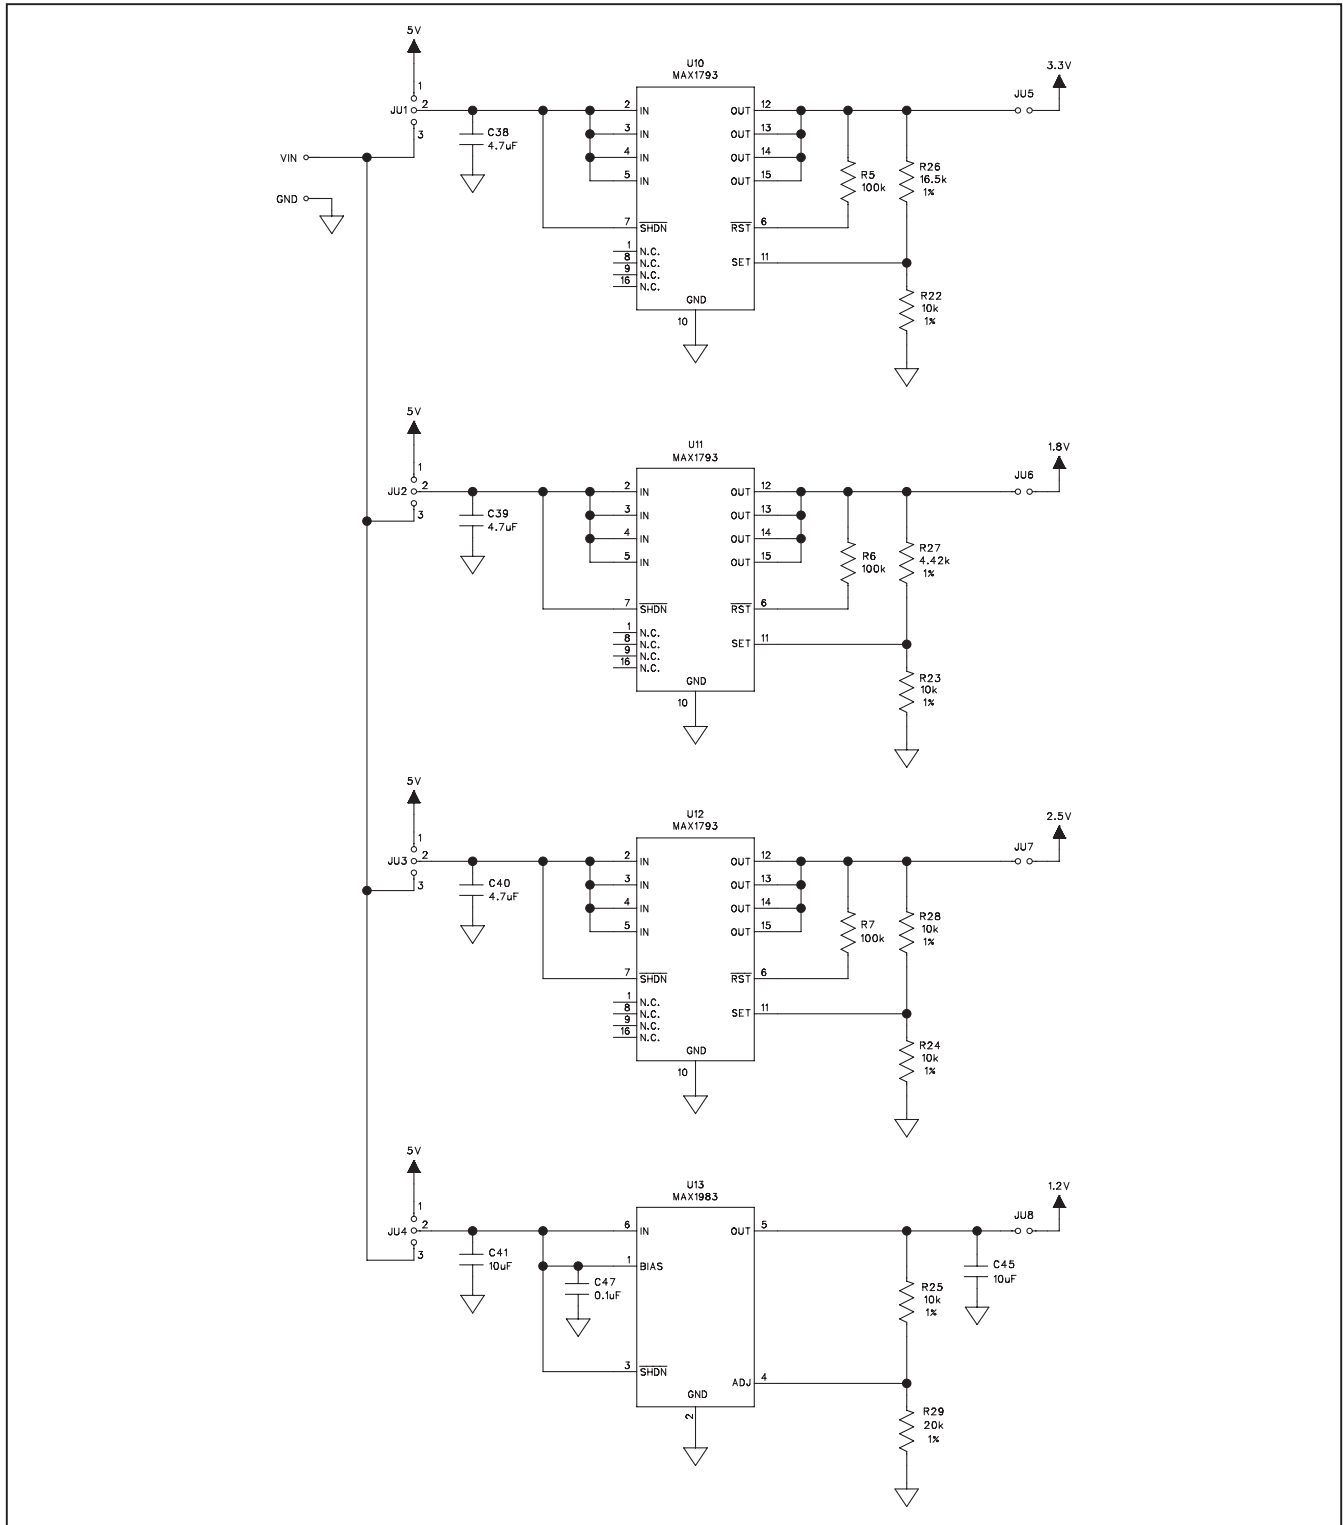 5V
U10
MAX1793
3.3V
1
JU1 2
3
C38
4.7uF
2 IN
3 IN
4 IN
5 IN
7 SHDN
1 N.C.
8 N.C.
9 N.C.
16 N.C.
GND
10
OUT 12
OUT 13
OUT 14
OUT 15
RST 6
SET 11
R5
100k
R26
16.5k
1%
R22
10k
1%
JU5
VIN
GND
5V
U11
MAX1793
1.8V
1
JU2 2
3
C39
4.7uF
2 IN
3 IN
4 IN
5 IN
7 SHDN
1 N.C.
8 N.C.
9 N.C.
16 N.C.
GND
10
OUT 12
OUT 13
OUT 14
OUT 15
RST 6
SET 11
R6
100k
R27
4.42k
1%
R23
10k
1%
JU6
5V
U12
MAX1793
2.5V
1
JU3 2
3
C40
4.7uF
2 IN
3 IN
4 IN
5 IN
7 SHDN
1 N.C.
8 N.C.
9 N.C.
16 N.C.
GND
10
OUT 12
OUT 13
OUT 14
OUT 15
RST 6
SET 11
R7
100k
R28
10k
1%
R24
10k
1%
JU7
5V
U13
MAX1983
1.2V
1
JU4 2
3
C41
10uF
C47
0.1uF
6 IN
1 BIAS
3 SHDN
GND
2
OUT 5
ADJ 4
R25
10k
1%
R29
20k
1%
C45
10uF
JU8